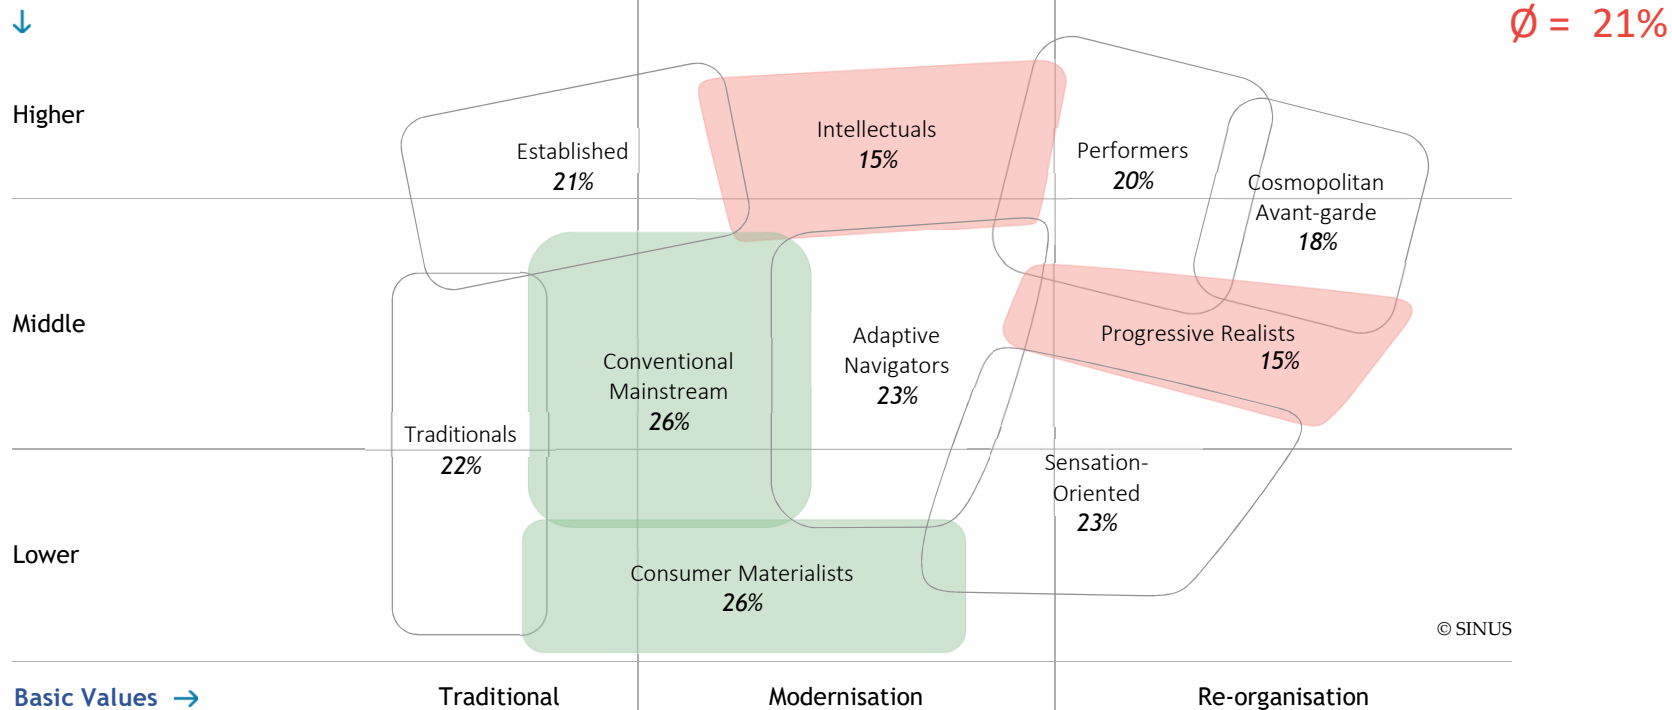 ↓
Ø = 21%
Higher
Established
21%
Intellectuals
15%
Performers
20%
Cosmopolitan
Avant-garde
18%
Middle
Conventional
Mainstream
26%
Adaptive
Navigators
23%
Progressive Realists
15%
Traditionals
22%
Sensation-
Oriented
23%
Lower
Consumer Materialists
26%
© SINUS
Basic Values →
Traditional
Modernisation
Re-organisation